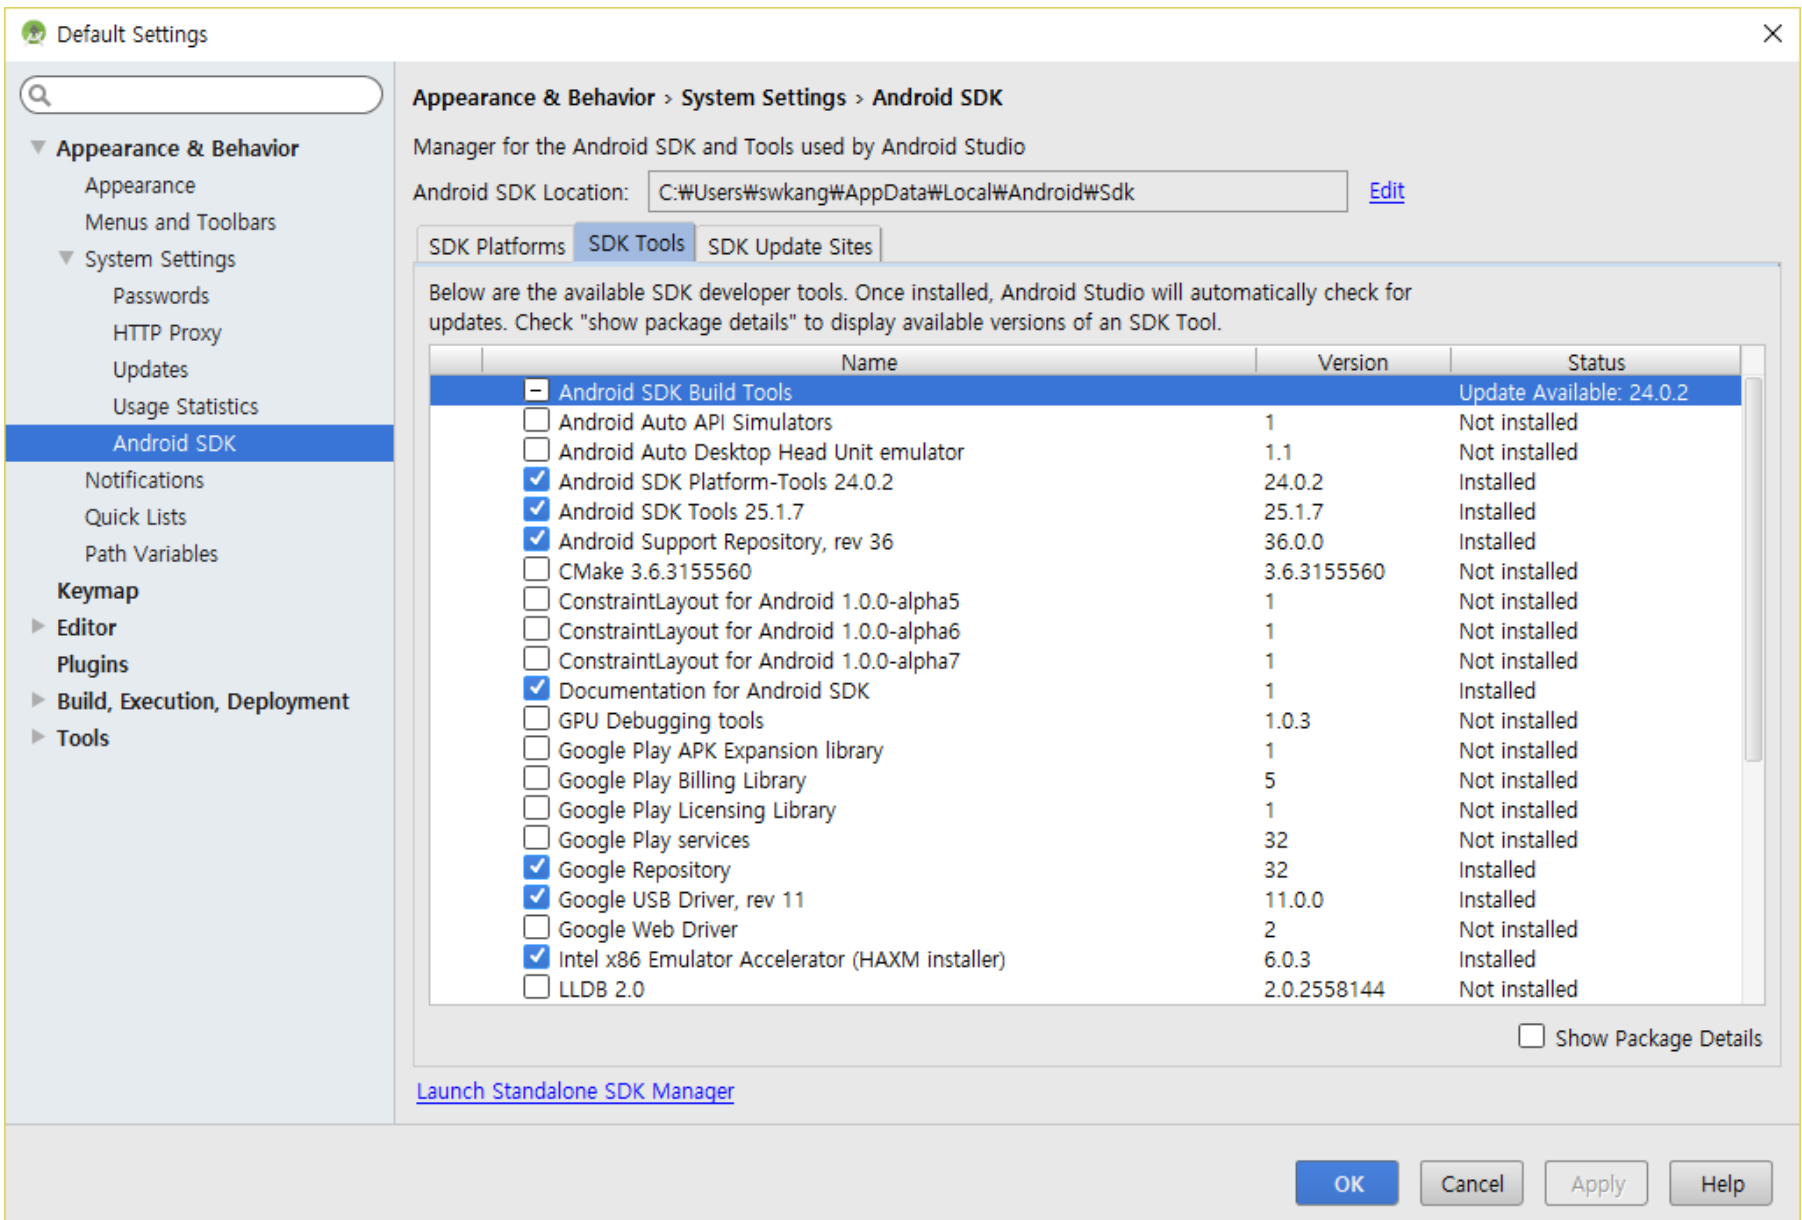 Default Settings
Appearance & Behavior
Appearance
Menus and Toolbars
System Settings
Passwords
HTTP Proxy
Updates
Usage Statistics
Android SDK
Notifications
Quick Lists
Path Variables
Keymap
Editor
Plugins
Build, Execution, Deployment
Tools
Appearance & Behavior › System Settings › Android SDK
Manager for the Android SDK and Tools used by Android Studio
Android SDK Location: C:₩Users₩swkang₩AppData₩Local₩Android₩Sdk Edit
SDK Platforms SDK Tools SDK Update Sites
Below are the available SDK developer tools. Once installed, Android Studio will automatically check for
updates. Check "show package details" to display available versions of an SDK Tool.
Name Version Status
Android SDK Build Tools Update Available: 24.0.2
Android Auto API Simulators 1 Not installed
Android Auto Desktop Head Unit emulator 1.1 Not installed
Android SDK Platform-Tools 24.0.2 24.0.2 Installed
Android SDK Tools 25.1.7 25.1.7 Installed
Android Support Repository, rev 36 36.0.0 Installed
CMake 3.6.3155560 3.6.3155560 Not installed
ConstraintLayout for Android 1.0.0-alpha5 1 Not installed
ConstraintLayout for Android 1.0.0-alpha6 1 Not installed
ConstraintLayout for Android 1.0.0-alpha7 1 Not installed
Documentation for Android SDK 1 Installed
GPU Debugging tools 1.0.3 Not installed
Google Play APK Expansion library 1 Not installed
Google Play Billing Library 5 Not installed
Google Play Licensing Library 1 Not installed
Google Play services 32 Not installed
Google Repository 32 Installed
Google USB Driver, rev 11 11.0.0 Installed
Google Web Driver 2 Not installed
Intel x86 Emulator Accelerator (HAXM installer) 6.0.3 Installed
LLDB 2.0 2.0.2558144 Not installed
Show Package Details
Launch Standalone SDK Manager
OK Cancel Apply Help